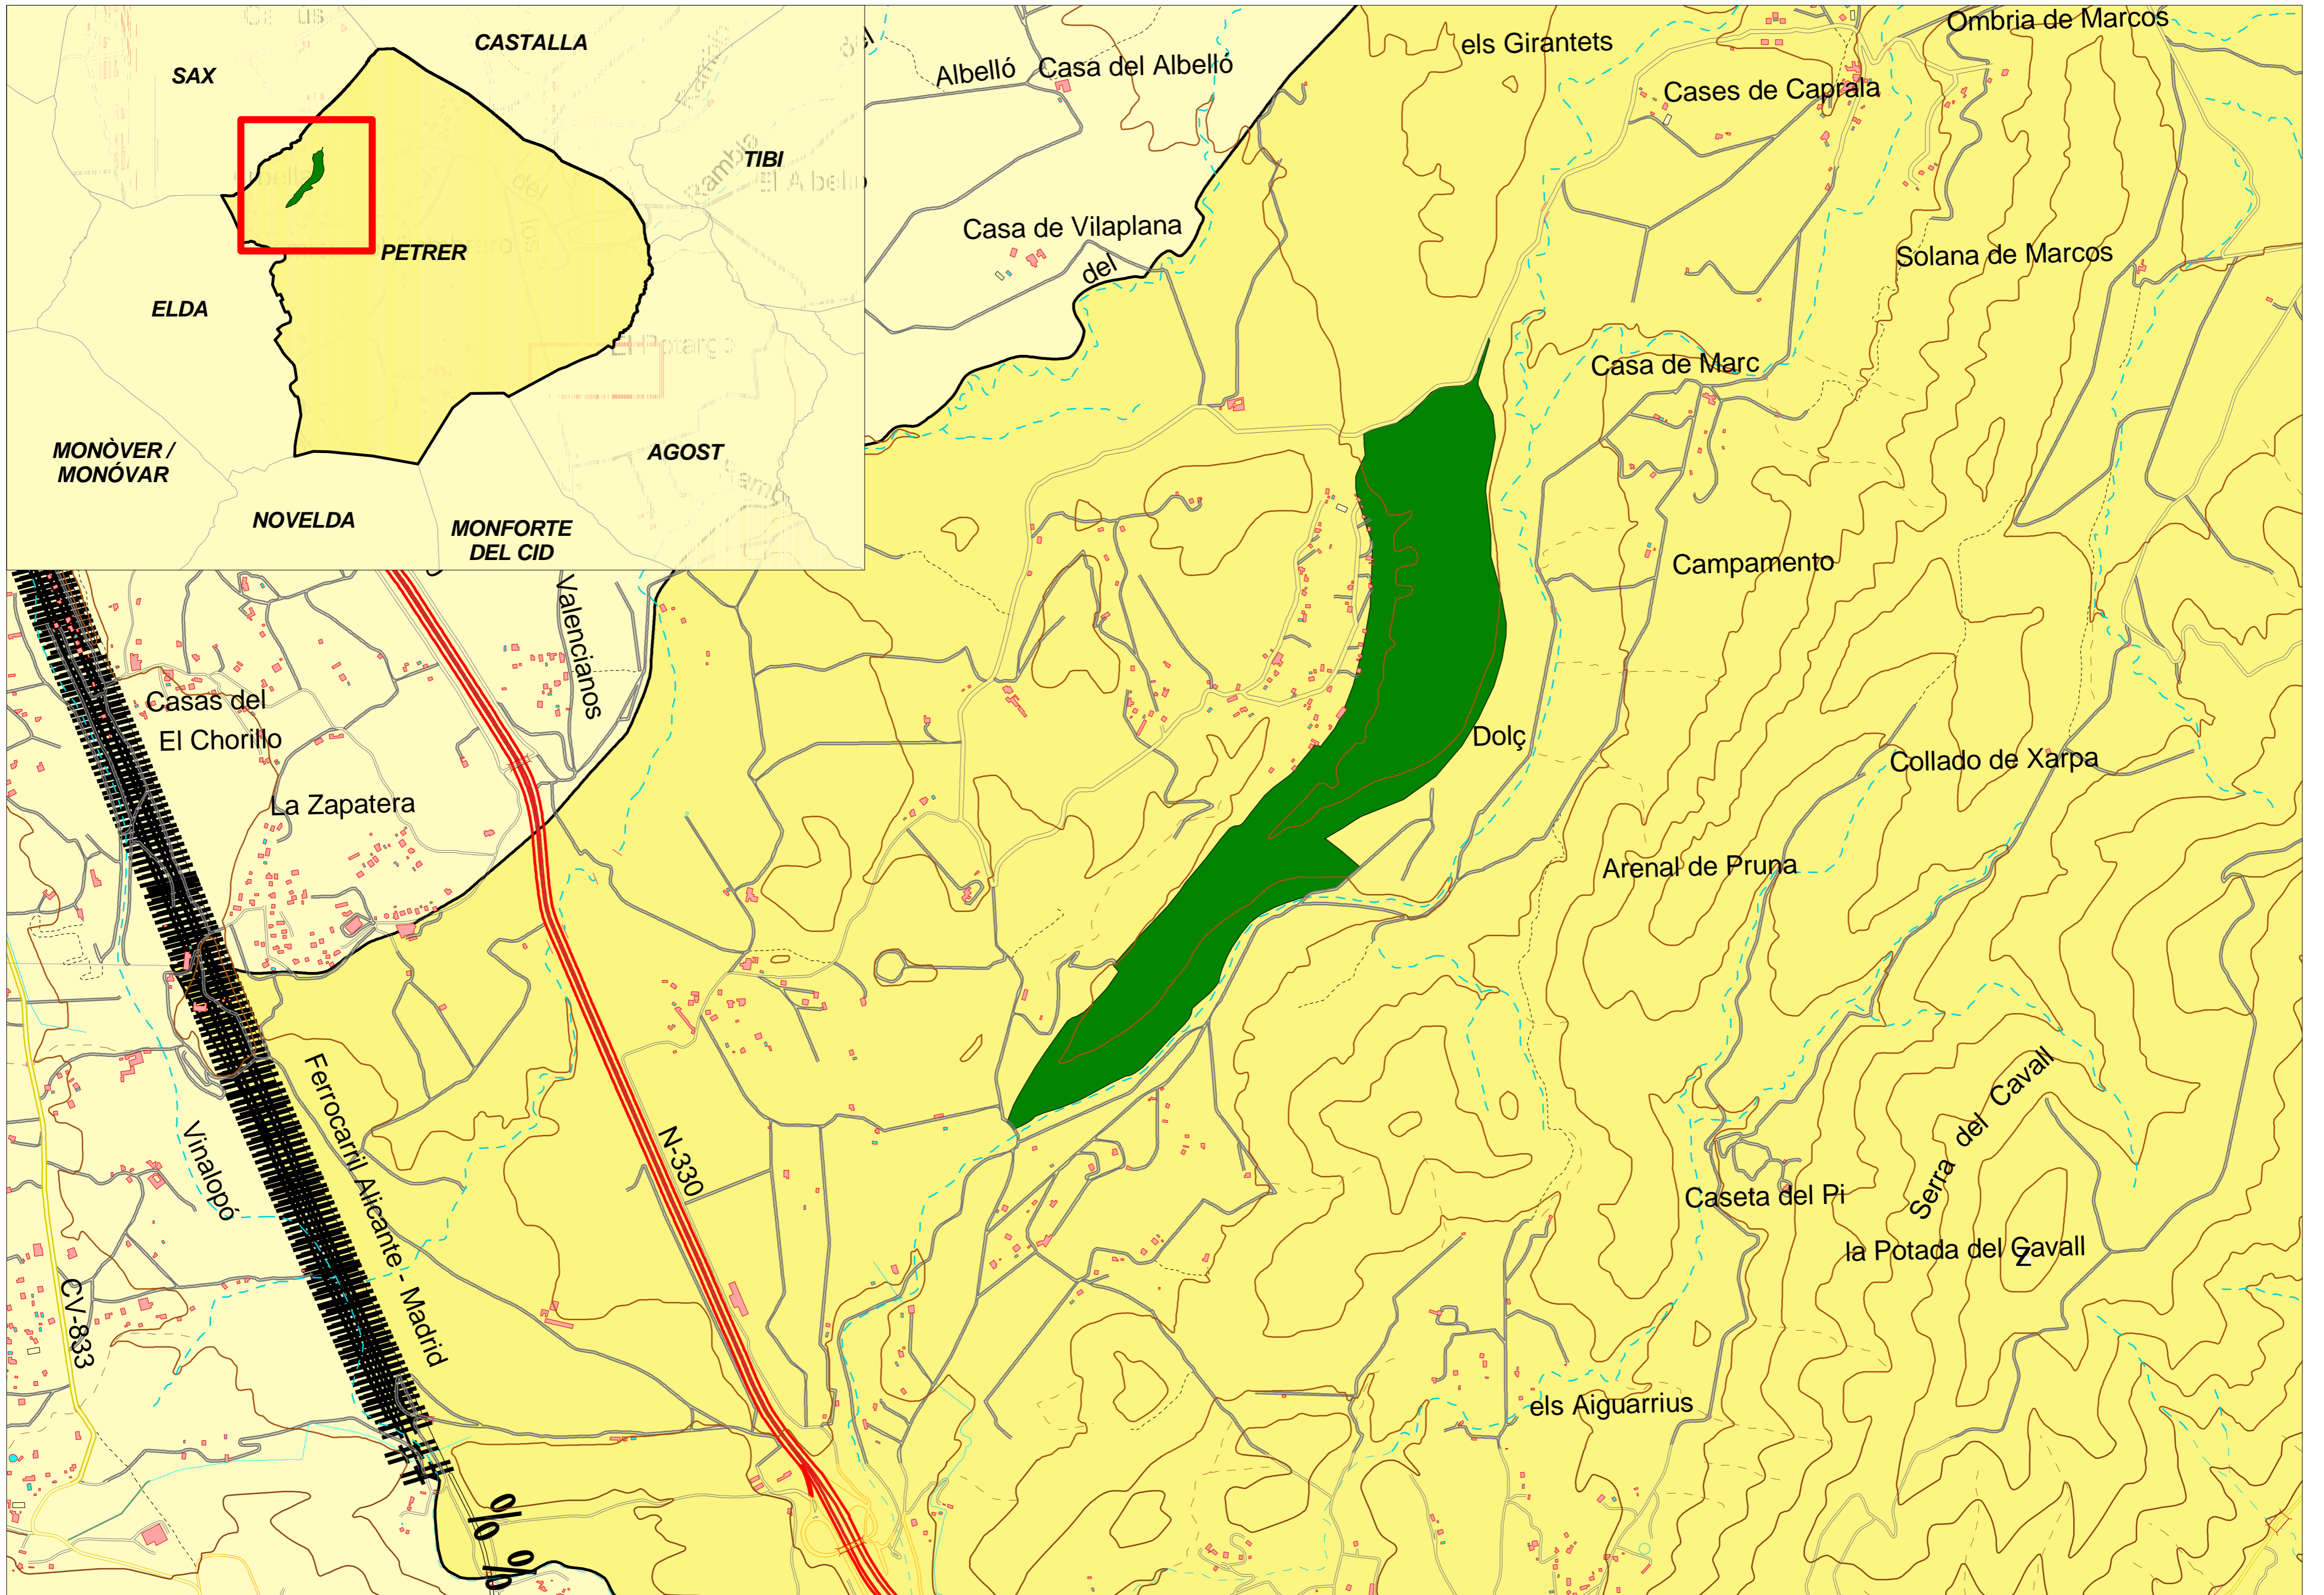 CASTALLA
SAX
TIBI
PETRER
ELDA
MONÒVER /
MONÓVAR
AGOST
NOVELDA
MONFORTE
DEL CID
Rambla
del
los
Ombria de Marcos
els Girantets
Albelló
Casa del Albelló
Cases de Caprala
Casa de Vilaplana
del
Solana de Marcos
Casa de Marc
Campamento
Valencianos
Casas del
El Chorillo
Dolç
Collado de Xarpa
La Zapatera
Arenal de Pruna
Ferrocarril Alicante - Madrid
Vinalopó
N-330
CV-833
Serra del Cavall
Caseta del Pi
la Potada del Cavall
Z
els Aiguarrius
%
%